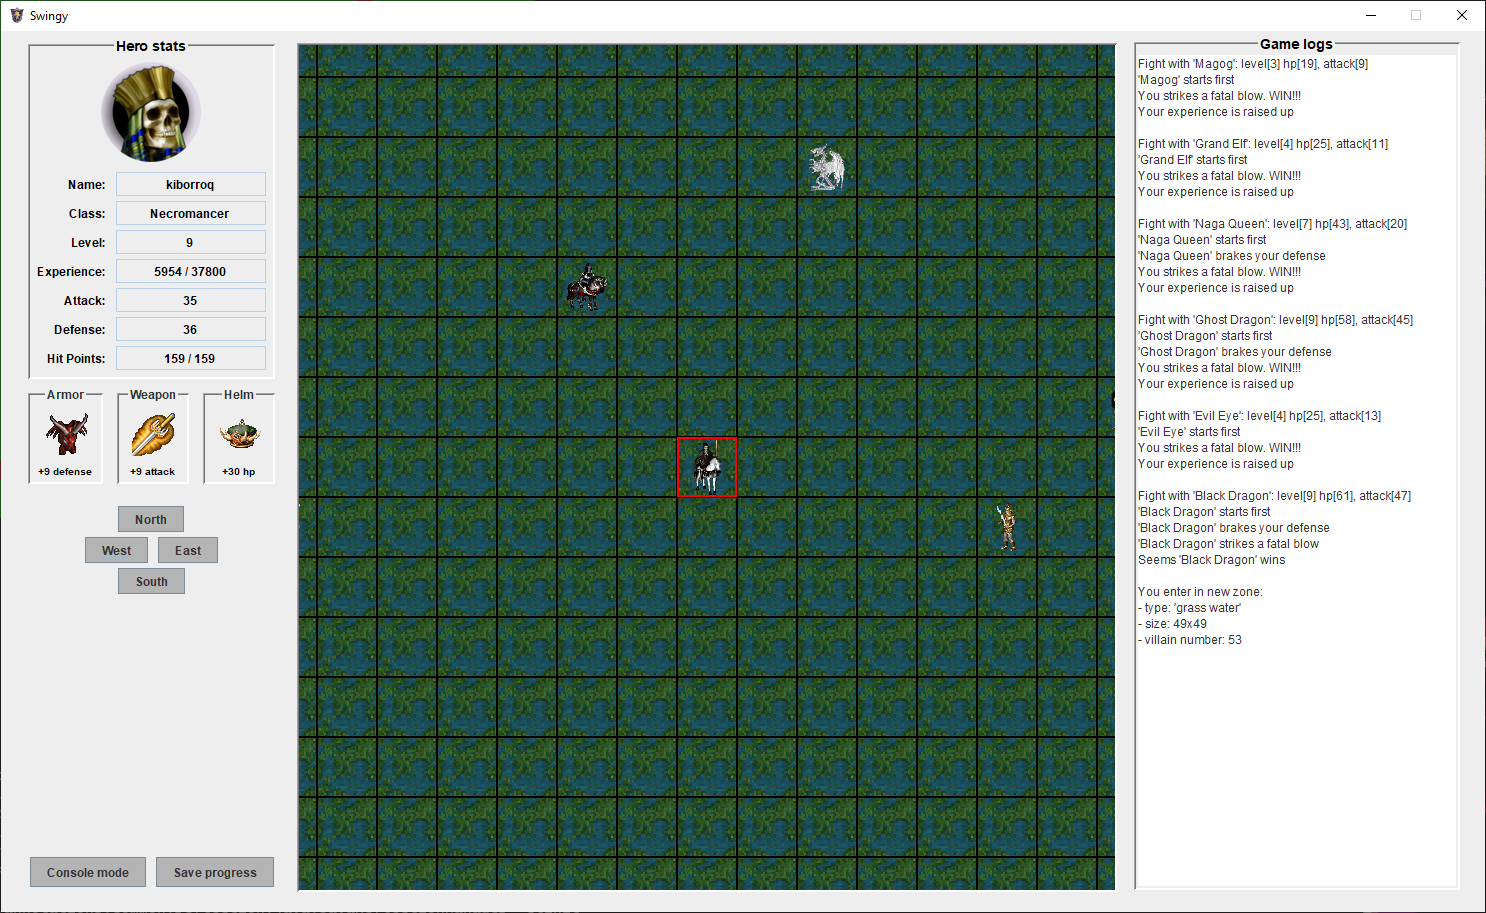 Swingy
Hero stats
Name: kiborroq
Class: Necromancer
Level: 9
Experience: 5954 / 37800
Attack: 35
Defense: 36
Hit Points: 159 / 159
Armor Weapon Helm
+9 defense +9 attack +30 hp
North
West East
South
Console mode Save progress
Game logs
Fight with 'Magog': level[3] hp[19], attack[9]
'Magog' starts first
You strikes a fatal blow. WIN!!!
Your experience is raised up
Fight with 'Grand Elf': level[4] hp[25], attack[11]
'Grand Elf' starts first
You strikes a fatal blow. WIN!!!
Your experience is raised up
Fight with 'Naga Queen': level[7] hp[43], attack[20]
'Naga Queen' starts first
'Naga Queen' brakes your defense
You strikes a fatal blow. WIN!!!
Your experience is raised up
Fight with 'Ghost Dragon': level[9] hp[58], attack[45]
'Ghost Dragon' starts first
'Ghost Dragon' brakes your defense
You strikes a fatal blow. WIN!!!
Your experience is raised up
Fight with 'Evil Eye': level[4] hp[25], attack[13]
'Evil Eye' starts first
You strikes a fatal blow. WIN!!!
Your experience is raised up
Fight with 'Black Dragon': level[9] hp[61], attack[47]
'Black Dragon' starts first
'Black Dragon' brakes your defense
'Black Dragon' strikes a fatal blow
Seems 'Black Dragon' wins
You enter in new zone:
- type: 'grass water'
- size: 49x49
- villain number: 53